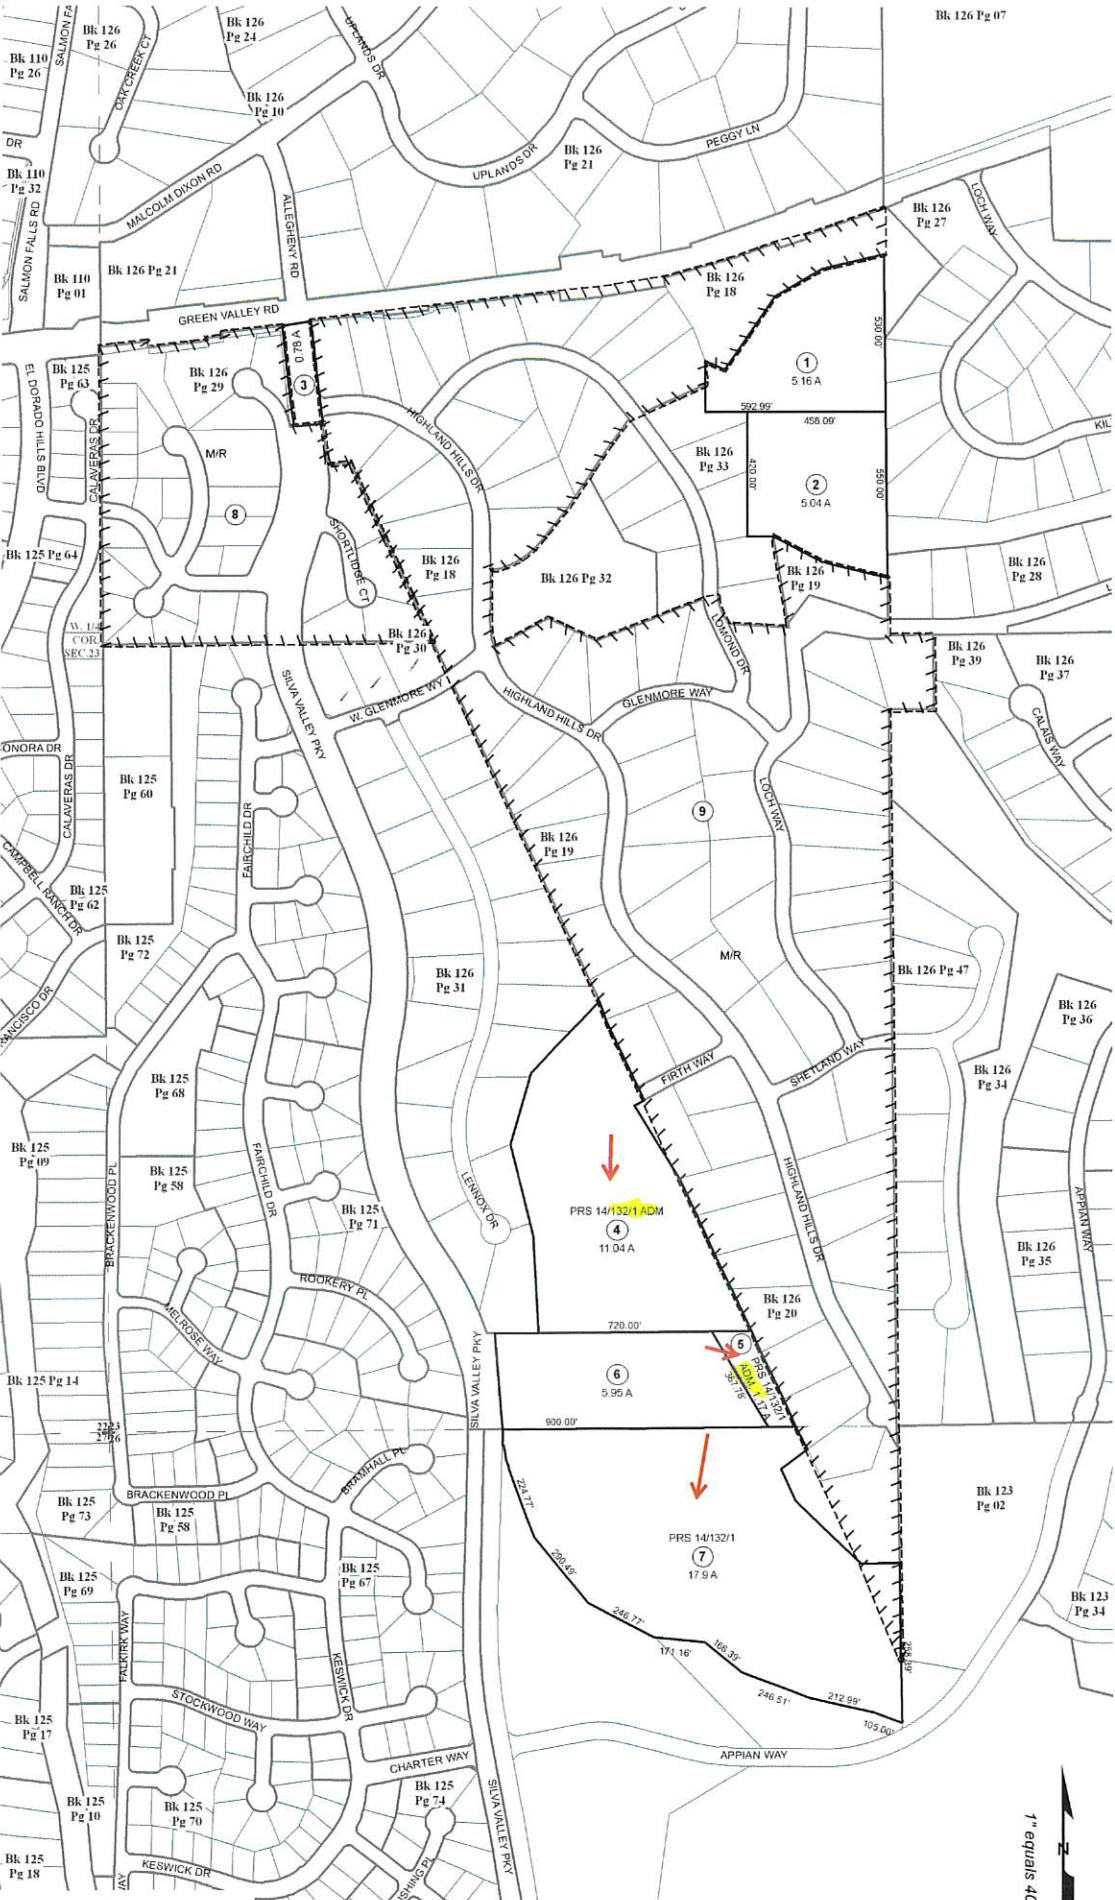 Bk 126 Pg 07
Bk 126
Pg 26
Bk 126
Pg 24
Bk 110
Pg 26
OAK CREEK CT
UPLANDS DR
Bk 126
Pg 10
DR
Bk 110
Pg 32
MALCOLM DIXON RD
UPLANDS DR
Bk 126
Pg 21
PEGGY LN
SALMON FALLS RD
ALLEGHENY RD
Bk 126
Pg 27
LOCH WAY
Bk 110
Pg 01
Bk 126 Pg 21
GREEN VALLEY RD
Bk 126
Pg 18
0.78 A
3
530.00'
1
5.16 A
Bk 125
Pg 63
Bk 126
Pg 29
EL DORADO HILLS BLVD
CALAVERAS DR
M/R
8
HIGHLAND HILLS DR
592.99'
458.09'
Bk 126
Pg 33
420.00'
2
5.04 A
550.00'
Bk 125 Pg 64
SHORTLIDGE CT
Bk 126
Pg 18
Bk 126 Pg 32
Bk 126
Pg 19
Bk 126
Pg 28
W. 1/4
COR.
SEC.23
Bk 126
Pg 30
LOMOND DR
Bk 126
Pg 39
Bk 126
Pg 37
SILVA VALLEY PKY
W. GLENMORE WY
HIGHLAND HILLS DR
GLENMORE WAY
CALAIS WAY
ONORA DR
CALAVERAS DR
Bk 125
Pg 60
FAIRCHILD DR
Bk 126
Pg 19
9
LOCH WAY
CAMPBELL RANCH DR
Bk 125
Pg 62
Bk 125
Pg 72
Bk 126
Pg 31
M/R
Bk 126 Pg 47
Bk 126
Pg 36
RANCISCO DR
Bk 125
Pg 68
FIRTH WAY
SHETLAND WAY
Bk 126
Pg 34
Bk 125
Pg 09
BRACKENWOOD PL
Bk 125
Pg 58
FAIRCHILD DR
Bk 125
Pg 71
LENNOX DR
PRS 14/132/1 ADM
4
11.04 A
HIGHLAND HILLS DR
APPIAN WAY
Bk 126
Pg 35
ROOKERY PL
Bk 126
Pg 20
MELROSE WAY
720.00'
SILVA VALLEY PKY
6
5.95 A
5
PRS 14/132/1
ADM. 1.17 A
367.78'
Bk 125 Pg 14
900.00'
22 23
27 26
BRAMHALL PL
BRACKENWOOD PL
Bk 125
Pg 73
Bk 125
Pg 58
224.77'
Bk 123
Pg 02
PRS 14/132/1
7
17.9 A
290.49'
Bk 125
Pg 69
Bk 125
Pg 67
Bk 123
Pg 34
FALKIRK WAY
246.77'
171.16'
166.39'
246.51'
212.99'
105.00'
KESWICK DR
STOCKWOOD WAY
Bk 125
Pg 17
APPIAN WAY
CHARTER WAY
Bk 125
Pg 10
Bk 125
Pg 70
Bk 125
Pg 74
SILVA VALLEY PKY
Bk 125
Pg 18
KESWICK DR
N
1" equals 40